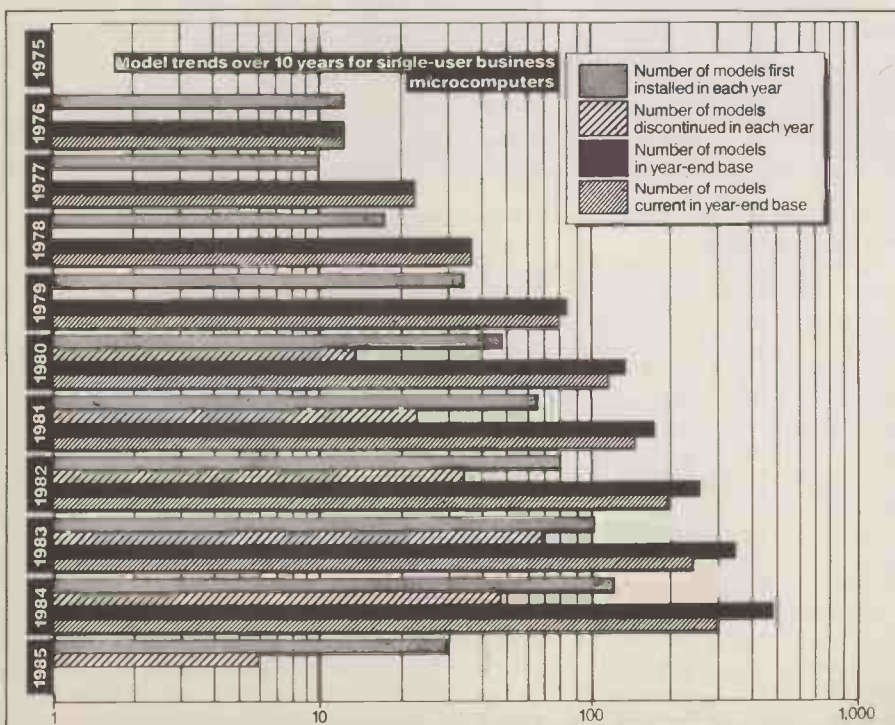 Model trends over 10 years for single-user business
microcomputers
Number of models first
installed in each year
Number of models
discontinued in each year
Number of models
in year-end base
Number of models
current in year-end base
1975
1976
1977
1978
1979
1980
1981
1982
1983
1984
1985
1 10 100 1,000